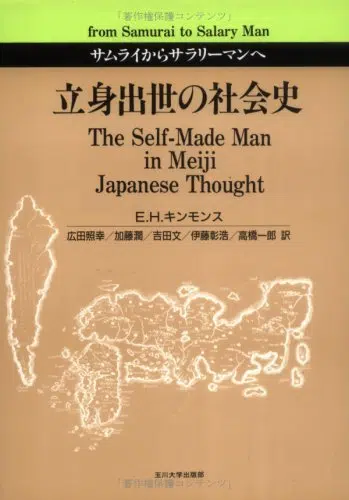 「著作権保護コンテンツ」
from Samurai to Salary Man
サムライからサラリーマンへ
立身出世の社会史
The Self-Made Man
in Meiji
Japanese Thought
E.H.キンモンス
広田照幸／加藤潤／吉田文／伊藤彰浩／高橋一郎 訳
玉川大学出版部
「著作権保護コンテンツ」